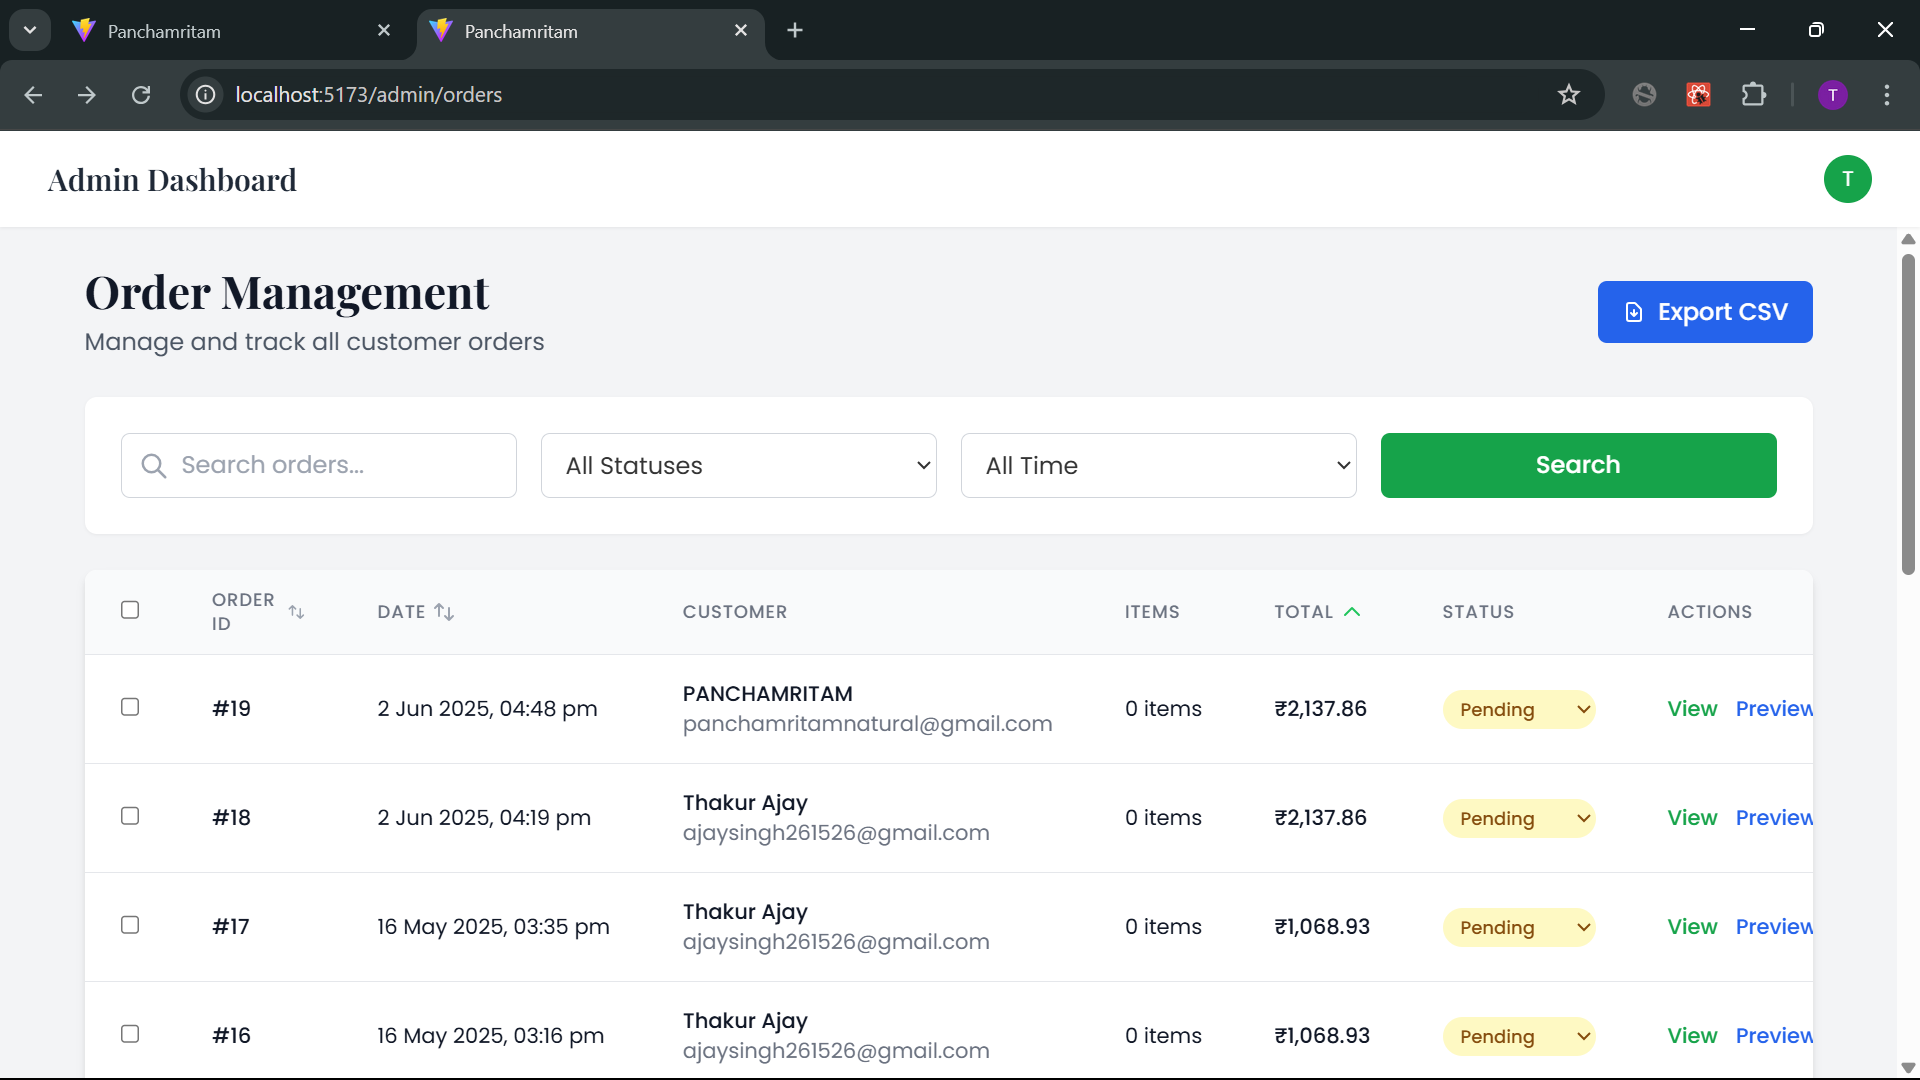 Panchamritam
Panchamritam
localhost:5173/admin/orders
T
Admin Dashboard
T
Order Management
Manage and track all customer orders
Export CSV
Search orders...
All Statuses
All Time
Search
ORDER ID
DATE
CUSTOMER
ITEMS
TOTAL
STATUS
ACTIONS
#19
2 Jun 2025, 04:48 pm
PANCHAMRITAM
panchamritamnatural@gmail.com
0 items
₹2,137.86
Pending
View
Preview
#18
2 Jun 2025, 04:19 pm
Thakur Ajay
ajaysingh261526@gmail.com
0 items
₹2,137.86
Pending
View
Preview
#17
16 May 2025, 03:35 pm
Thakur Ajay
ajaysingh261526@gmail.com
0 items
₹1,068.93
Pending
View
Preview
#16
16 May 2025, 03:16 pm
Thakur Ajay
ajaysingh261526@gmail.com
0 items
₹1,068.93
Pending
View
Preview